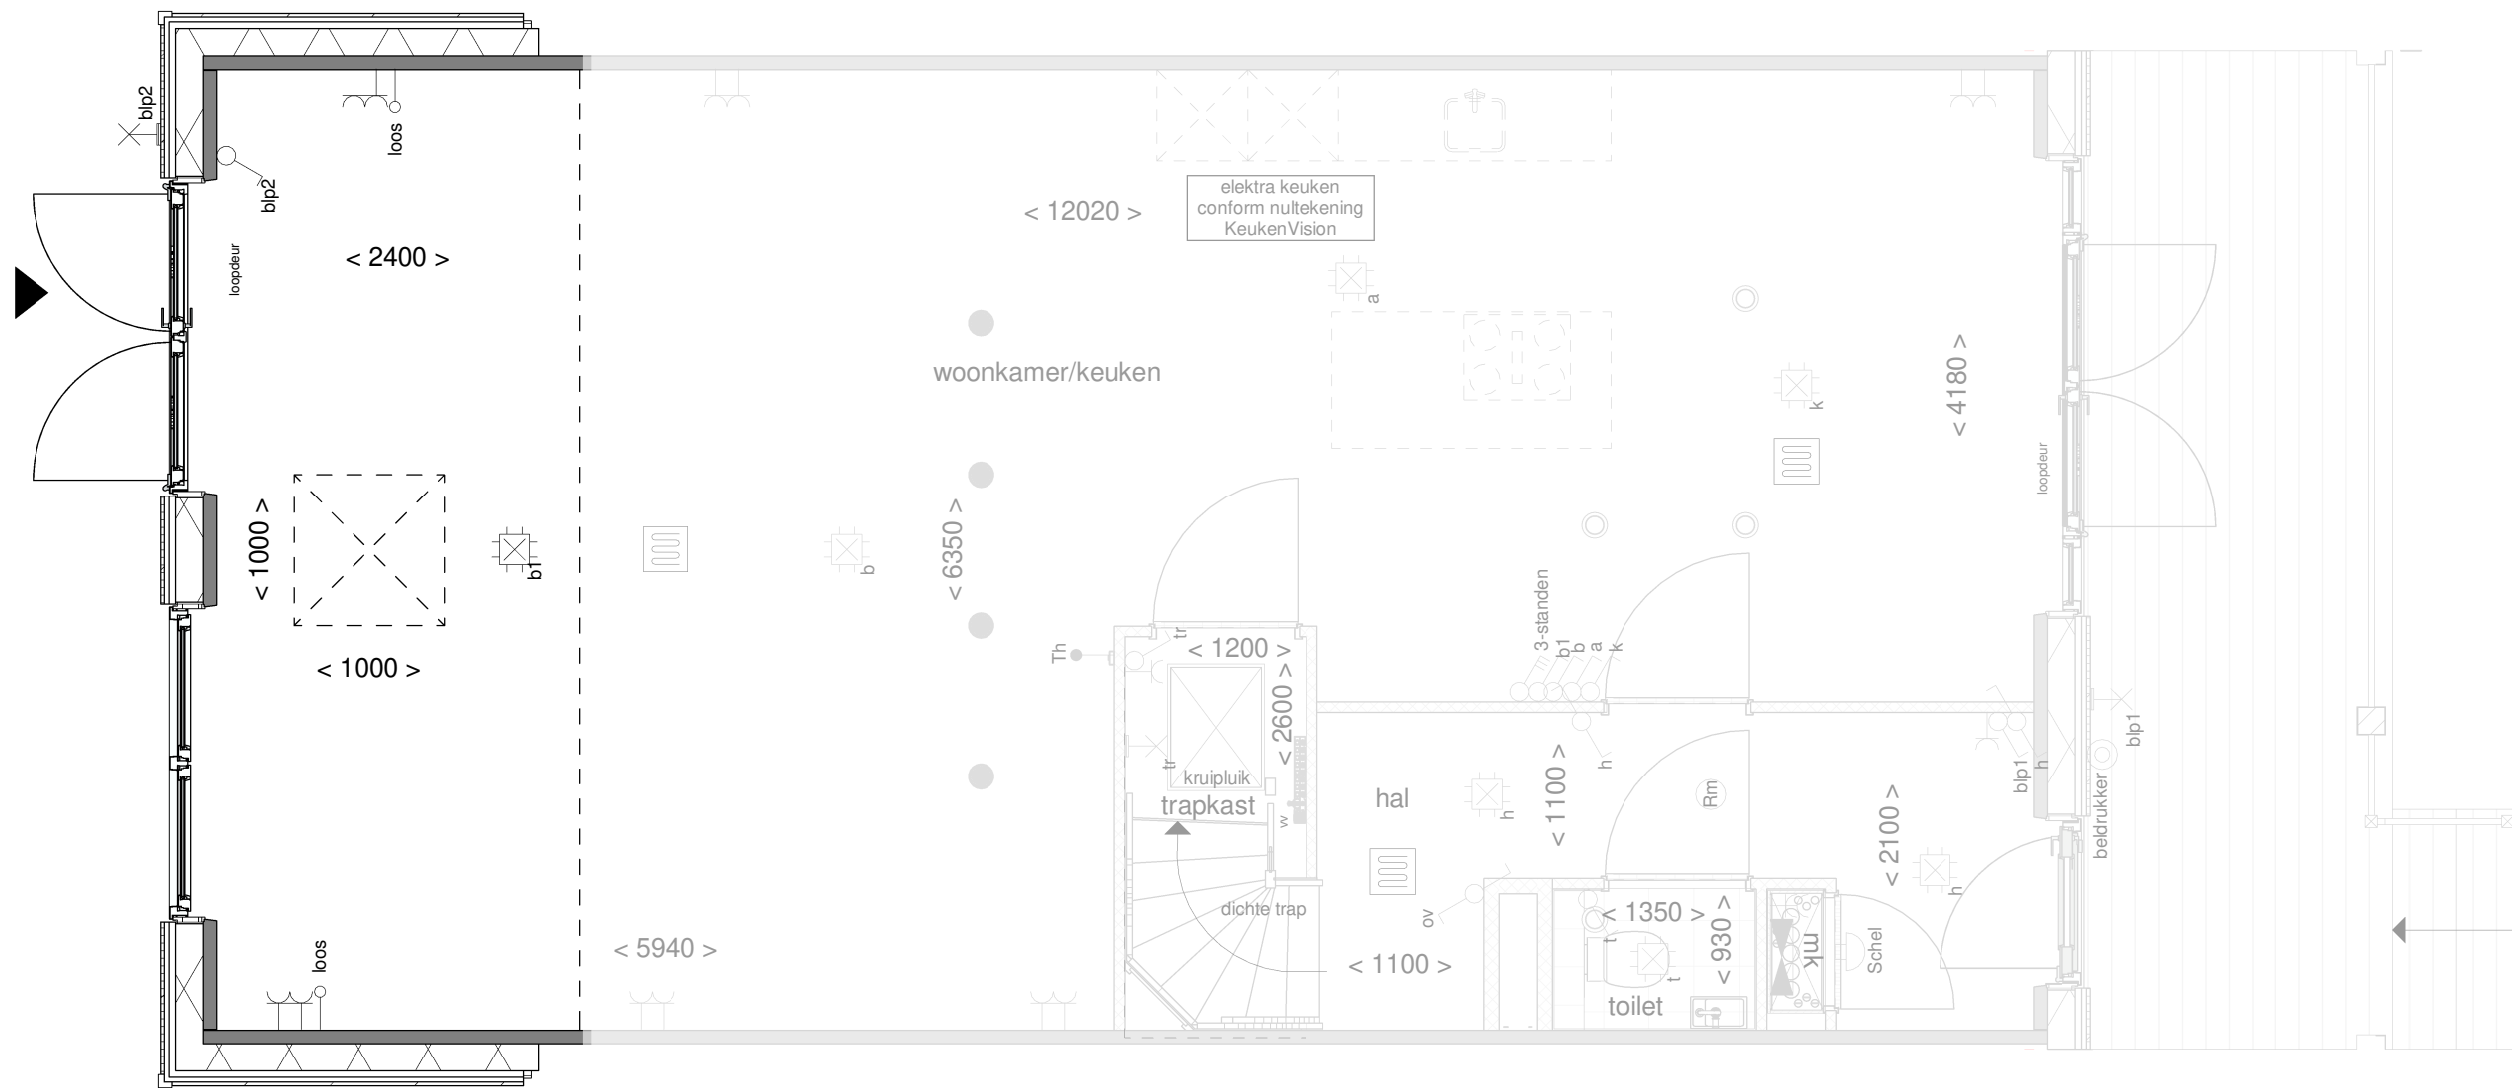 blp2
loos
blp2
loopdeur
< 2400 >
< 1000 >
b1
< 1000 >
loos
< 12020 >
elektra keuken
conform nultekening
KeukenVision
a
woonkamer/keuken
k
< 4180 >
loopdeur
b
< 6350 >
3-standen
b1
b
a
k
Th
tr
< 1200 >
< 2600 >
tr
kruipluik
trapkast
w
dichte trap
< 5940 >
hal
h
h
< 1100 >
Rm
ov
< 1100 >
t
< 1350 >
< 930 >
t
toilet
mk
Schel
< 2100 >
h
blp1
h
blp1
beldrukker